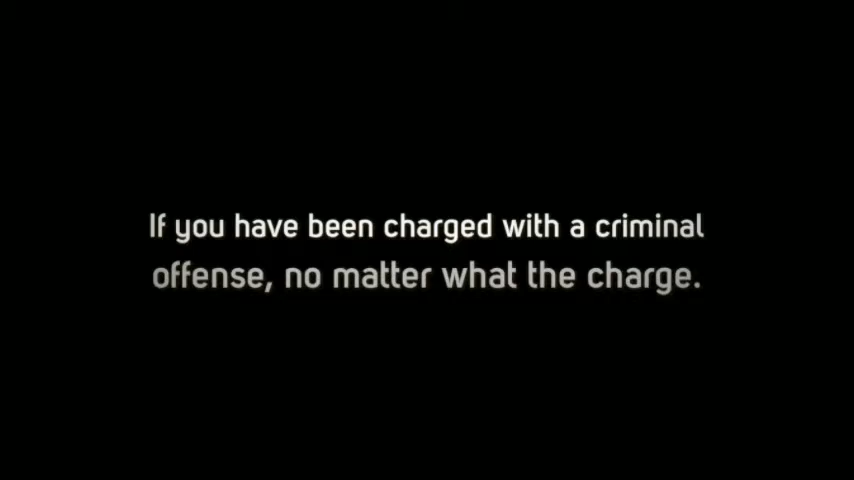 If you have been charged with a criminal
offense, no matter what the charge.